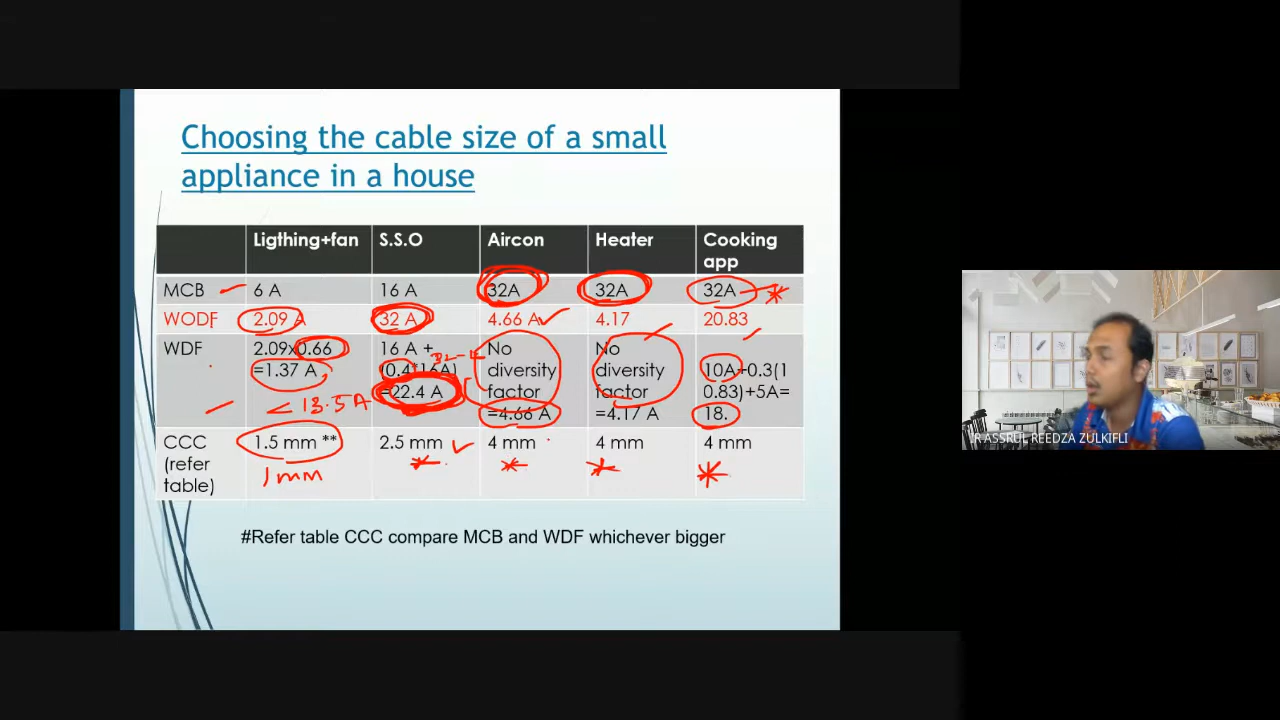 Choosing the cable size of a small
appliance in a house
Ligthing+fan S.S.O Aircon Heater Cooking
app
MCB 6 A 16 A 32A 32A 32A
WODF 2.09 A 32 A 4.66 A 4.17 20.83
WDF 2.09x0.66
=1.37 A
< 13.5A
16 A +
(0.4*16A)
=22.4 A
No
diversity
factor
=4.66 A
No
diversity
factor
=4.17 A
10A+0.3(1
0.83)+5A=
18.
CCC
(refer
table)
1.5 mm **
1mm
2.5 mm 4 mm 4 mm 4 mm
#Refer table CCC compare MCB and WDF whichever bigger
R ASSRUL REEDZA ZULKIFLI